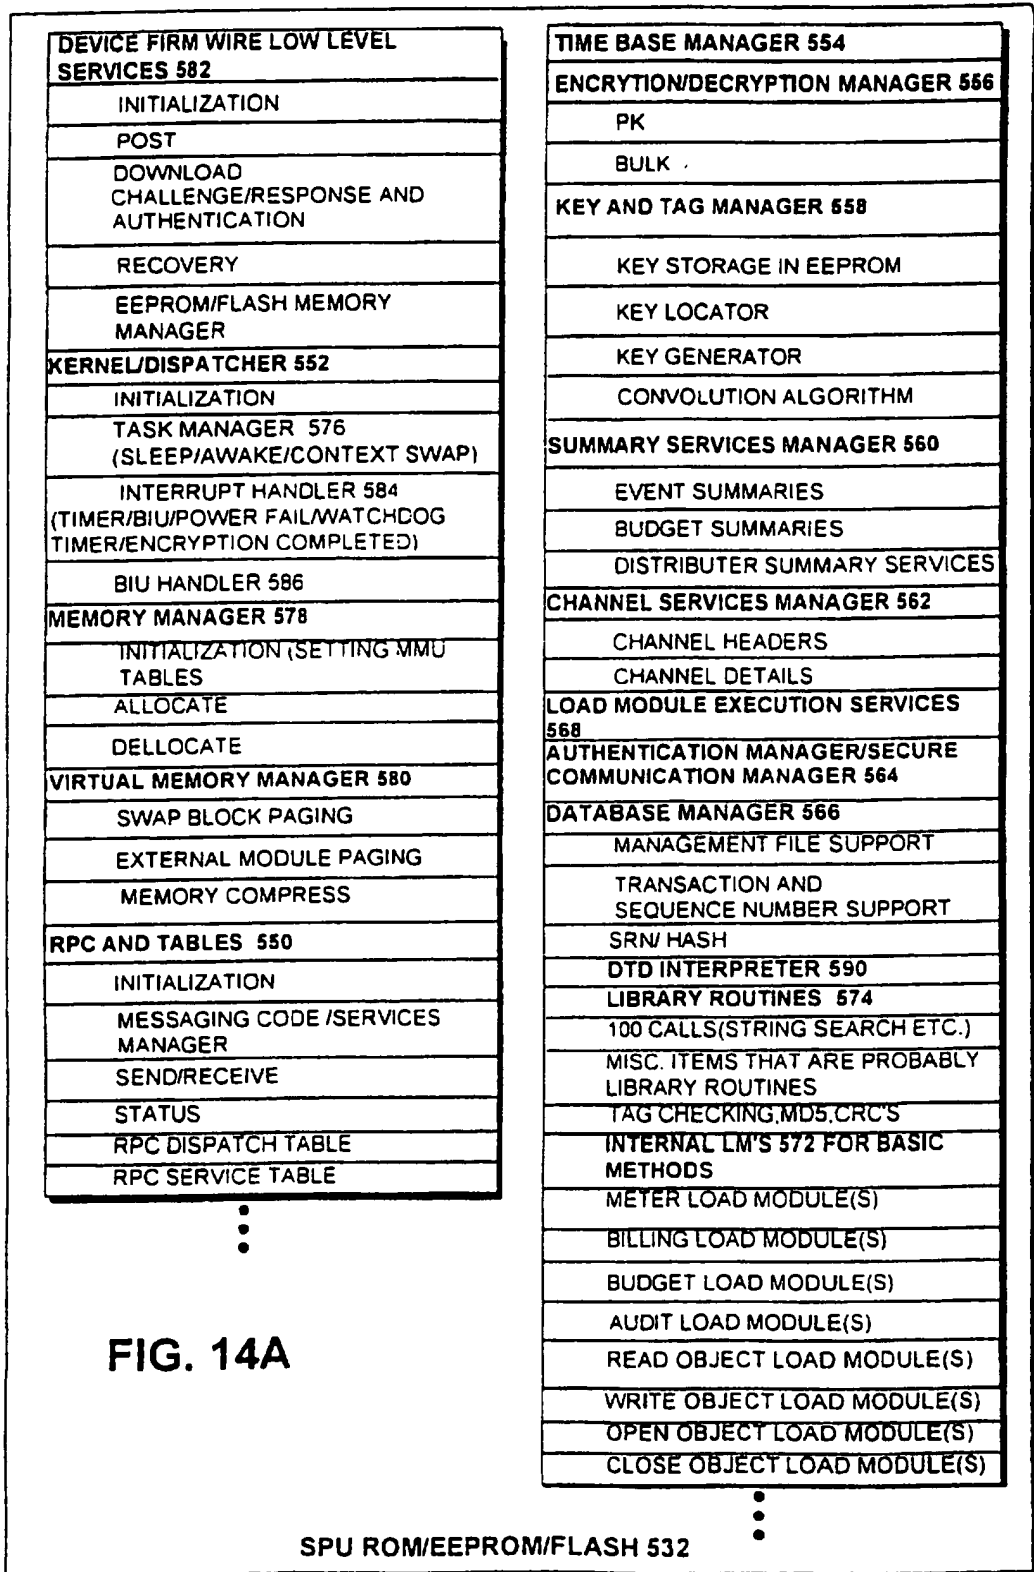 DEVICE FIRM WIRE LOW LEVEL
SERVICES 582
INITIALIZATION
POST
DOWNLOAD
CHALLENGE/RESPONSE AND
AUTHENTICATION
RECOVERY
EEPROM/FLASH MEMORY
MANAGER
KERNEL/DISPATCHER 552
INITIALIZATION
TASK MANAGER 576
(SLEEP/AWAKE/CONTEXT SWAP)
INTERRUPT HANDLER 584
(TIMER/BIU/POWER FAIL/WATCHDOG
TIMER/ENCRYPTION COMPLETED)
BIU HANDLER 586
MEMORY MANAGER 578
INITIALIZATION (SETTING MMU
TABLES
ALLOCATE
DELLOCATE
VIRTUAL MEMORY MANAGER 580
SWAP BLOCK PAGING
EXTERNAL MODULE PAGING
MEMORY COMPRESS
RPC AND TABLES 550
INITIALIZATION
MESSAGING CODE /SERVICES
MANAGER
SEND/RECEIVE
STATUS
RPC DISPATCH TABLE
RPC SERVICE TABLE
TIME BASE MANAGER 554
ENCRYTION/DECRYPTION MANAGER 556
PK
BULK
KEY AND TAG MANAGER 558
KEY STORAGE IN EEPROM
KEY LOCATOR
KEY GENERATOR
CONVOLUTION ALGORITHM
SUMMARY SERVICES MANAGER 560
EVENT SUMMARIES
BUDGET SUMMARIES
DISTRIBUTER SUMMARY SERVICES
CHANNEL SERVICES MANAGER 562
CHANNEL HEADERS
CHANNEL DETAILS
LOAD MODULE EXECUTION SERVICES
568
AUTHENTICATION MANAGER/SECURE
COMMUNICATION MANAGER 564
DATABASE MANAGER 566
MANAGEMENT FILE SUPPORT
TRANSACTION AND
SEQUENCE NUMBER SUPPORT
SRN/ HASH
DTD INTERPRETER 590
LIBRARY ROUTINES 574
100 CALLS(STRING SEARCH ETC.)
MISC. ITEMS THAT ARE PROBABLY
LIBRARY ROUTINES
TAG CHECKING,MD5,CRC'S
INTERNAL LM'S 572 FOR BASIC
METHODS
METER LOAD MODULE(S)
BILLING LOAD MODULE(S)
BUDGET LOAD MODULE(S)
AUDIT LOAD MODULE(S)
READ OBJECT LOAD MODULE(S)
WRITE OBJECT LOAD MODULE(S)
OPEN OBJECT LOAD MODULE(S)
CLOSE OBJECT LOAD MODULE(S)
FIG. 14A
SPU ROM/EEPROM/FLASH 532